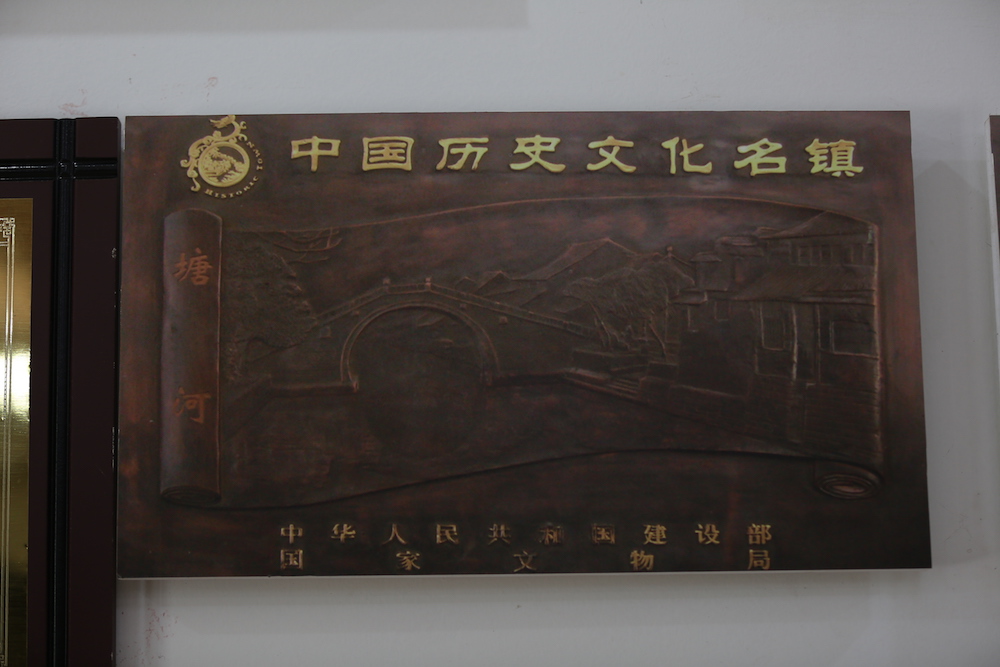 中国历史文化名镇
塘河
中华人民共和国建设部
国家文物局